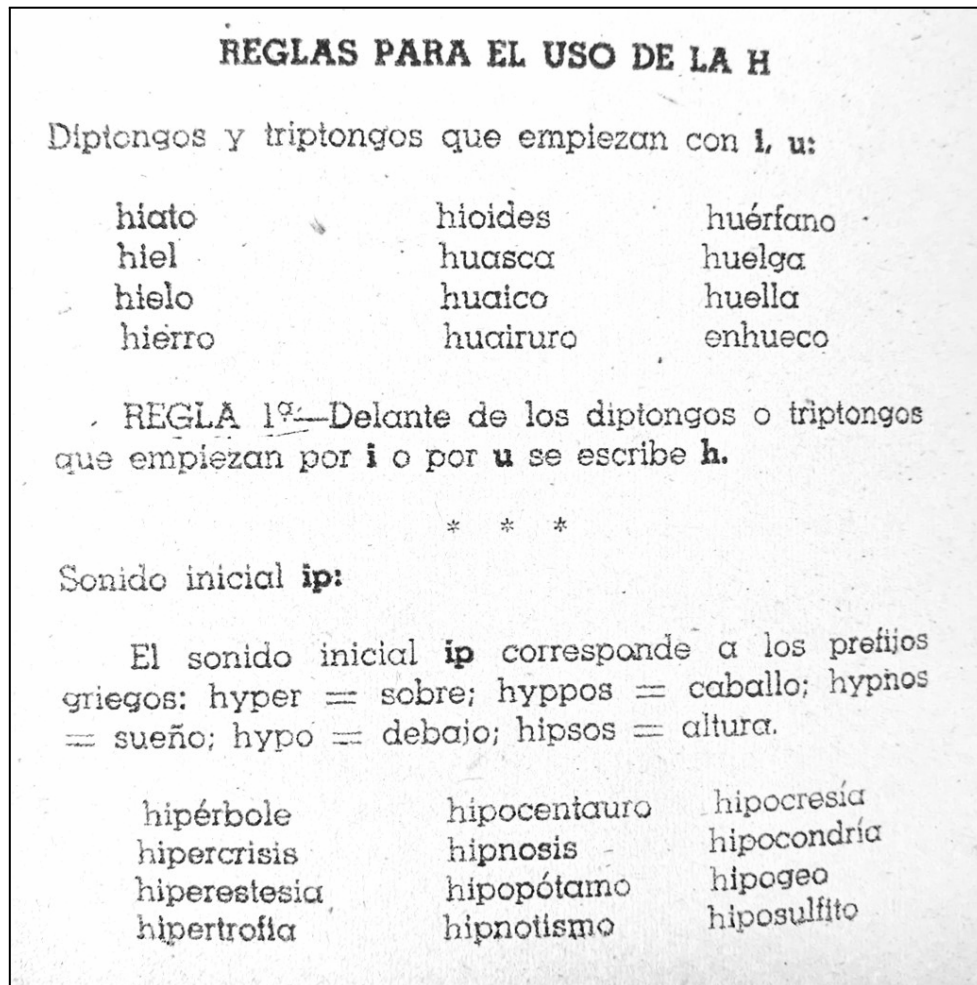 REGLAS PARA EL USO DE LA H
Diptongos y triptongos que empiezan con i, u:
hiato hioides huérfano
hiel huasca huelga
hielo huaico huella
hierro huairuro enhueco
REGLA 1ª—Delante de los diptongos o triptongos
que empiezan por i o por u se escribe h.
* * *
Sonido inicial ip:
El sonido inicial ip corresponde a los prefijos
griegos: hyper = sobre; hyppos = caballo; hypnos
= sueño; hypo = debajo; hipsos = altura.
hipérbole hipocentauro hipocresía
hipercrisis hipnosis hipocondría
hiperestesia hipopótamo hipogeo
hipertrofia hipnotismo hiposulfito